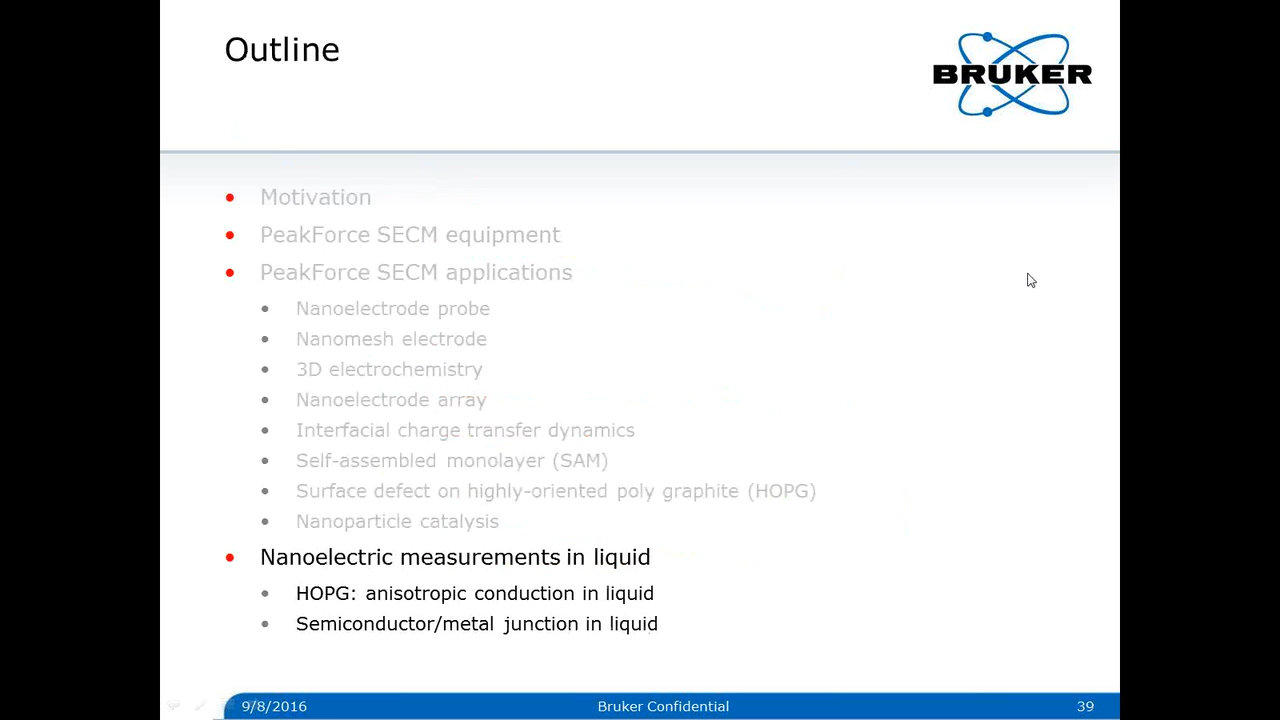 Outline
BRUKER
Motivation
PeakForce SECM equipment
PeakForce SECM applications
Nanoelectrode probe
Nanomesh electrode
3D electrochemistry
Nanoelectrode array
Interfacial charge transfer dynamics
Self-assembled monolayer (SAM)
Surface defect on highly-oriented poly graphite (HOPG)
Nanoparticle catalysis
Nanoelectric measurements in liquid
HOPG: anisotropic conduction in liquid
Semiconductor/metal junction in liquid
9/8/2016
Bruker Confidential
39